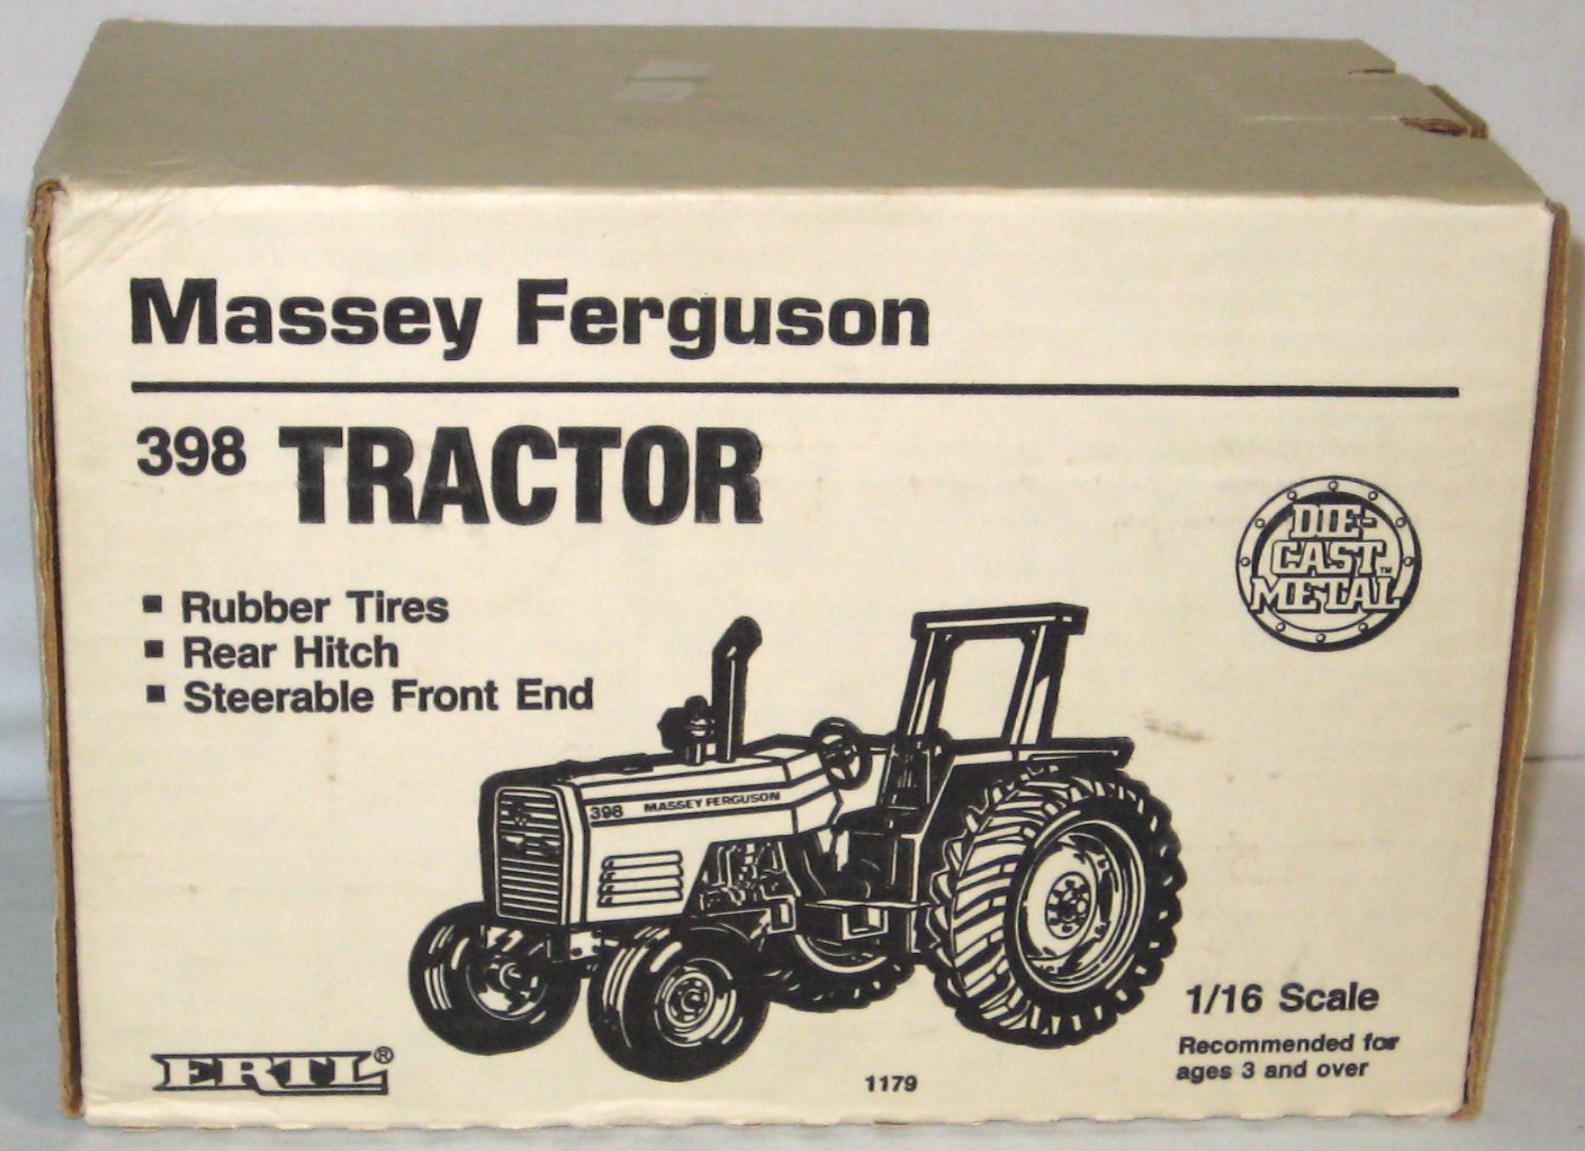 Massey Ferguson
398 TRACTOR
▪ Rubber Tires
▪ Rear Hitch
▪ Steerable Front End
DIE-
CAST
METAL™
398 MASSEY FERGUSON
1/16 Scale
Recommended for
ages 3 and over
ERTL®
1179